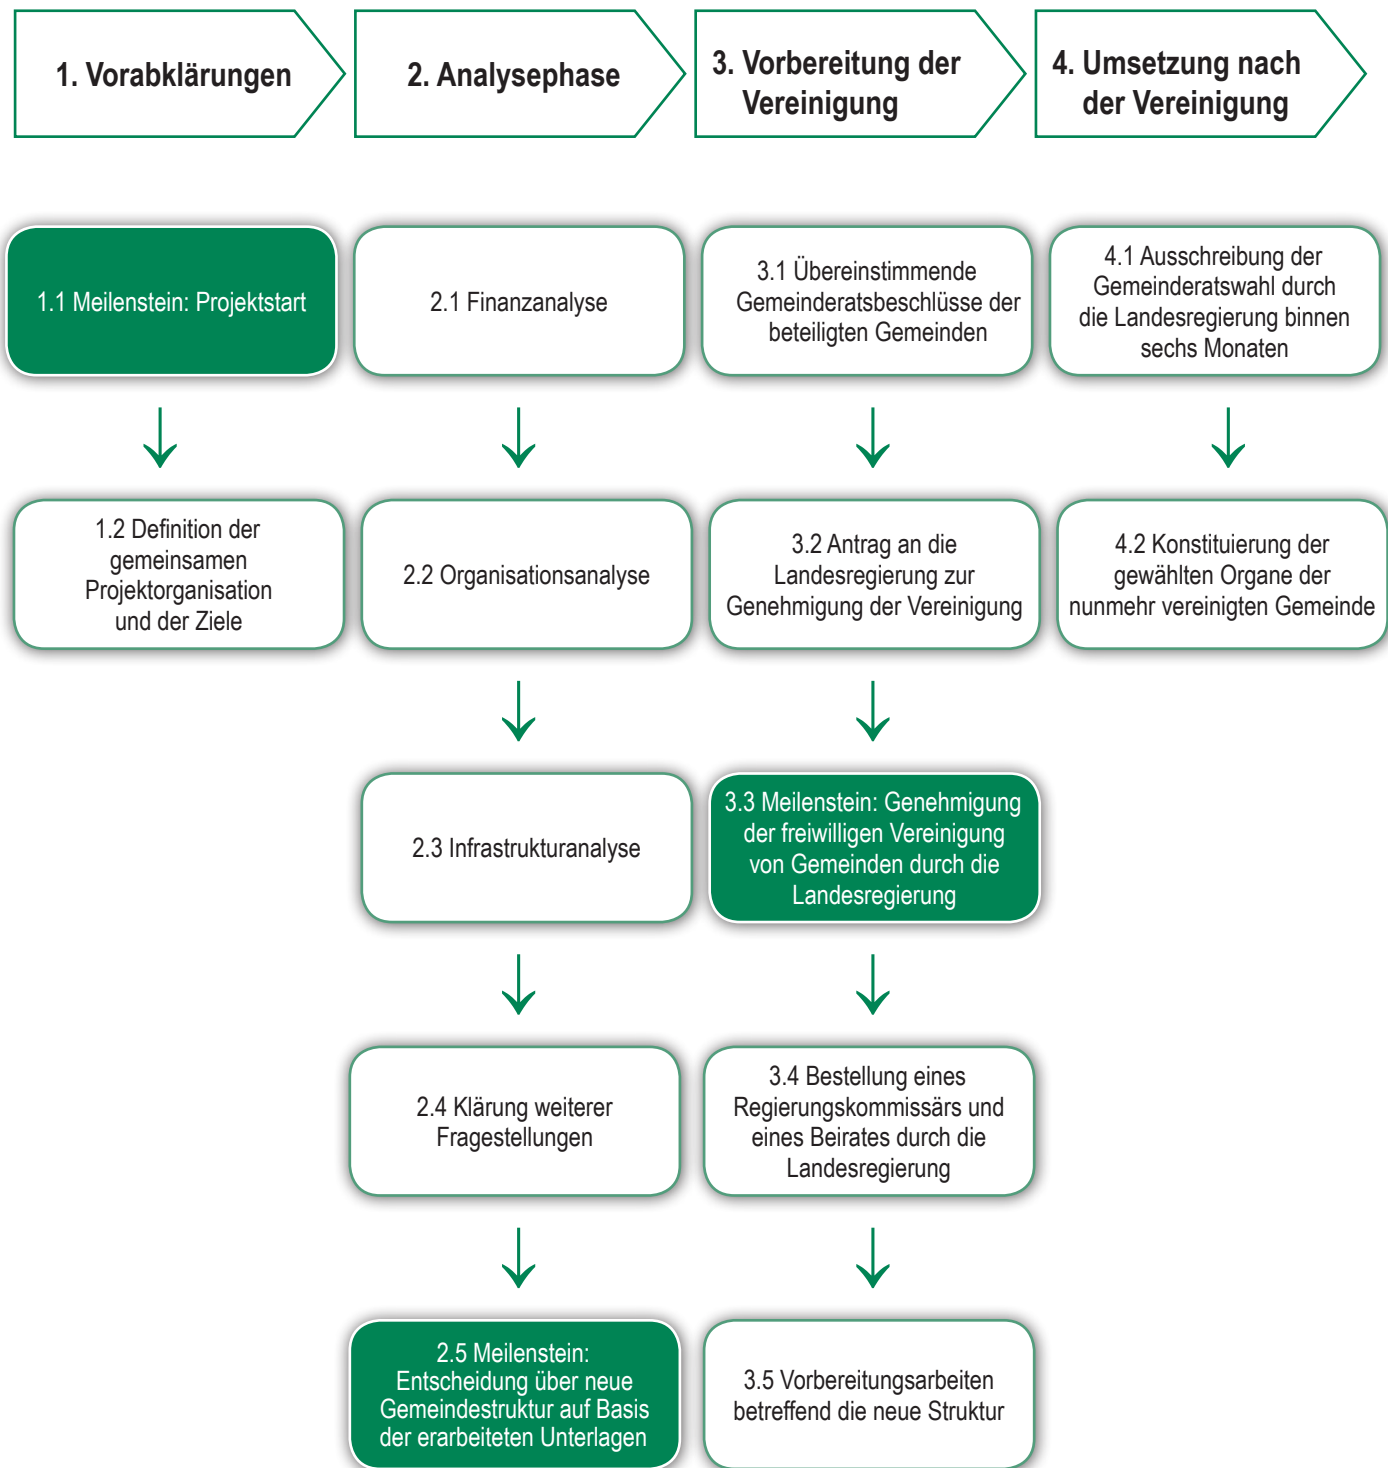 1. Vorabklärungen
2. Analysephase
3. Vorbereitung der
Vereinigung
4. Umsetzung nach
der Vereinigung
1.1 Meilenstein: Projektstart
2.1 Finanzanalyse
3.1 Übereinstimmende
Gemeinderatsbeschlüsse der
beteiligten Gemeinden
4.1 Ausschreibung der
Gemeinderatswahl durch
die Landesregierung binnen
sechs Monaten
1.2 Definition der
gemeinsamen
Projektorganisation
und der Ziele
2.2 Organisationsanalyse
3.2 Antrag an die
Landesregierung zur
Genehmigung der Vereinigung
4.2 Konstituierung der
gewählten Organe der
nunmehr vereinigten Gemeinde
2.3 Infrastrukturanalyse
3.3 Meilenstein: Genehmigung
der freiwilligen Vereinigung
von Gemeinden durch die
Landesregierung
2.4 Klärung weiterer
Fragestellungen
3.4 Bestellung eines
Regierungskommissärs und
eines Beirates durch die
Landesregierung
2.5 Meilenstein:
Entscheidung über neue
Gemeindestruktur auf Basis
der erarbeiteten Unterlagen
3.5 Vorbereitungsarbeiten
betreffend die neue Struktur